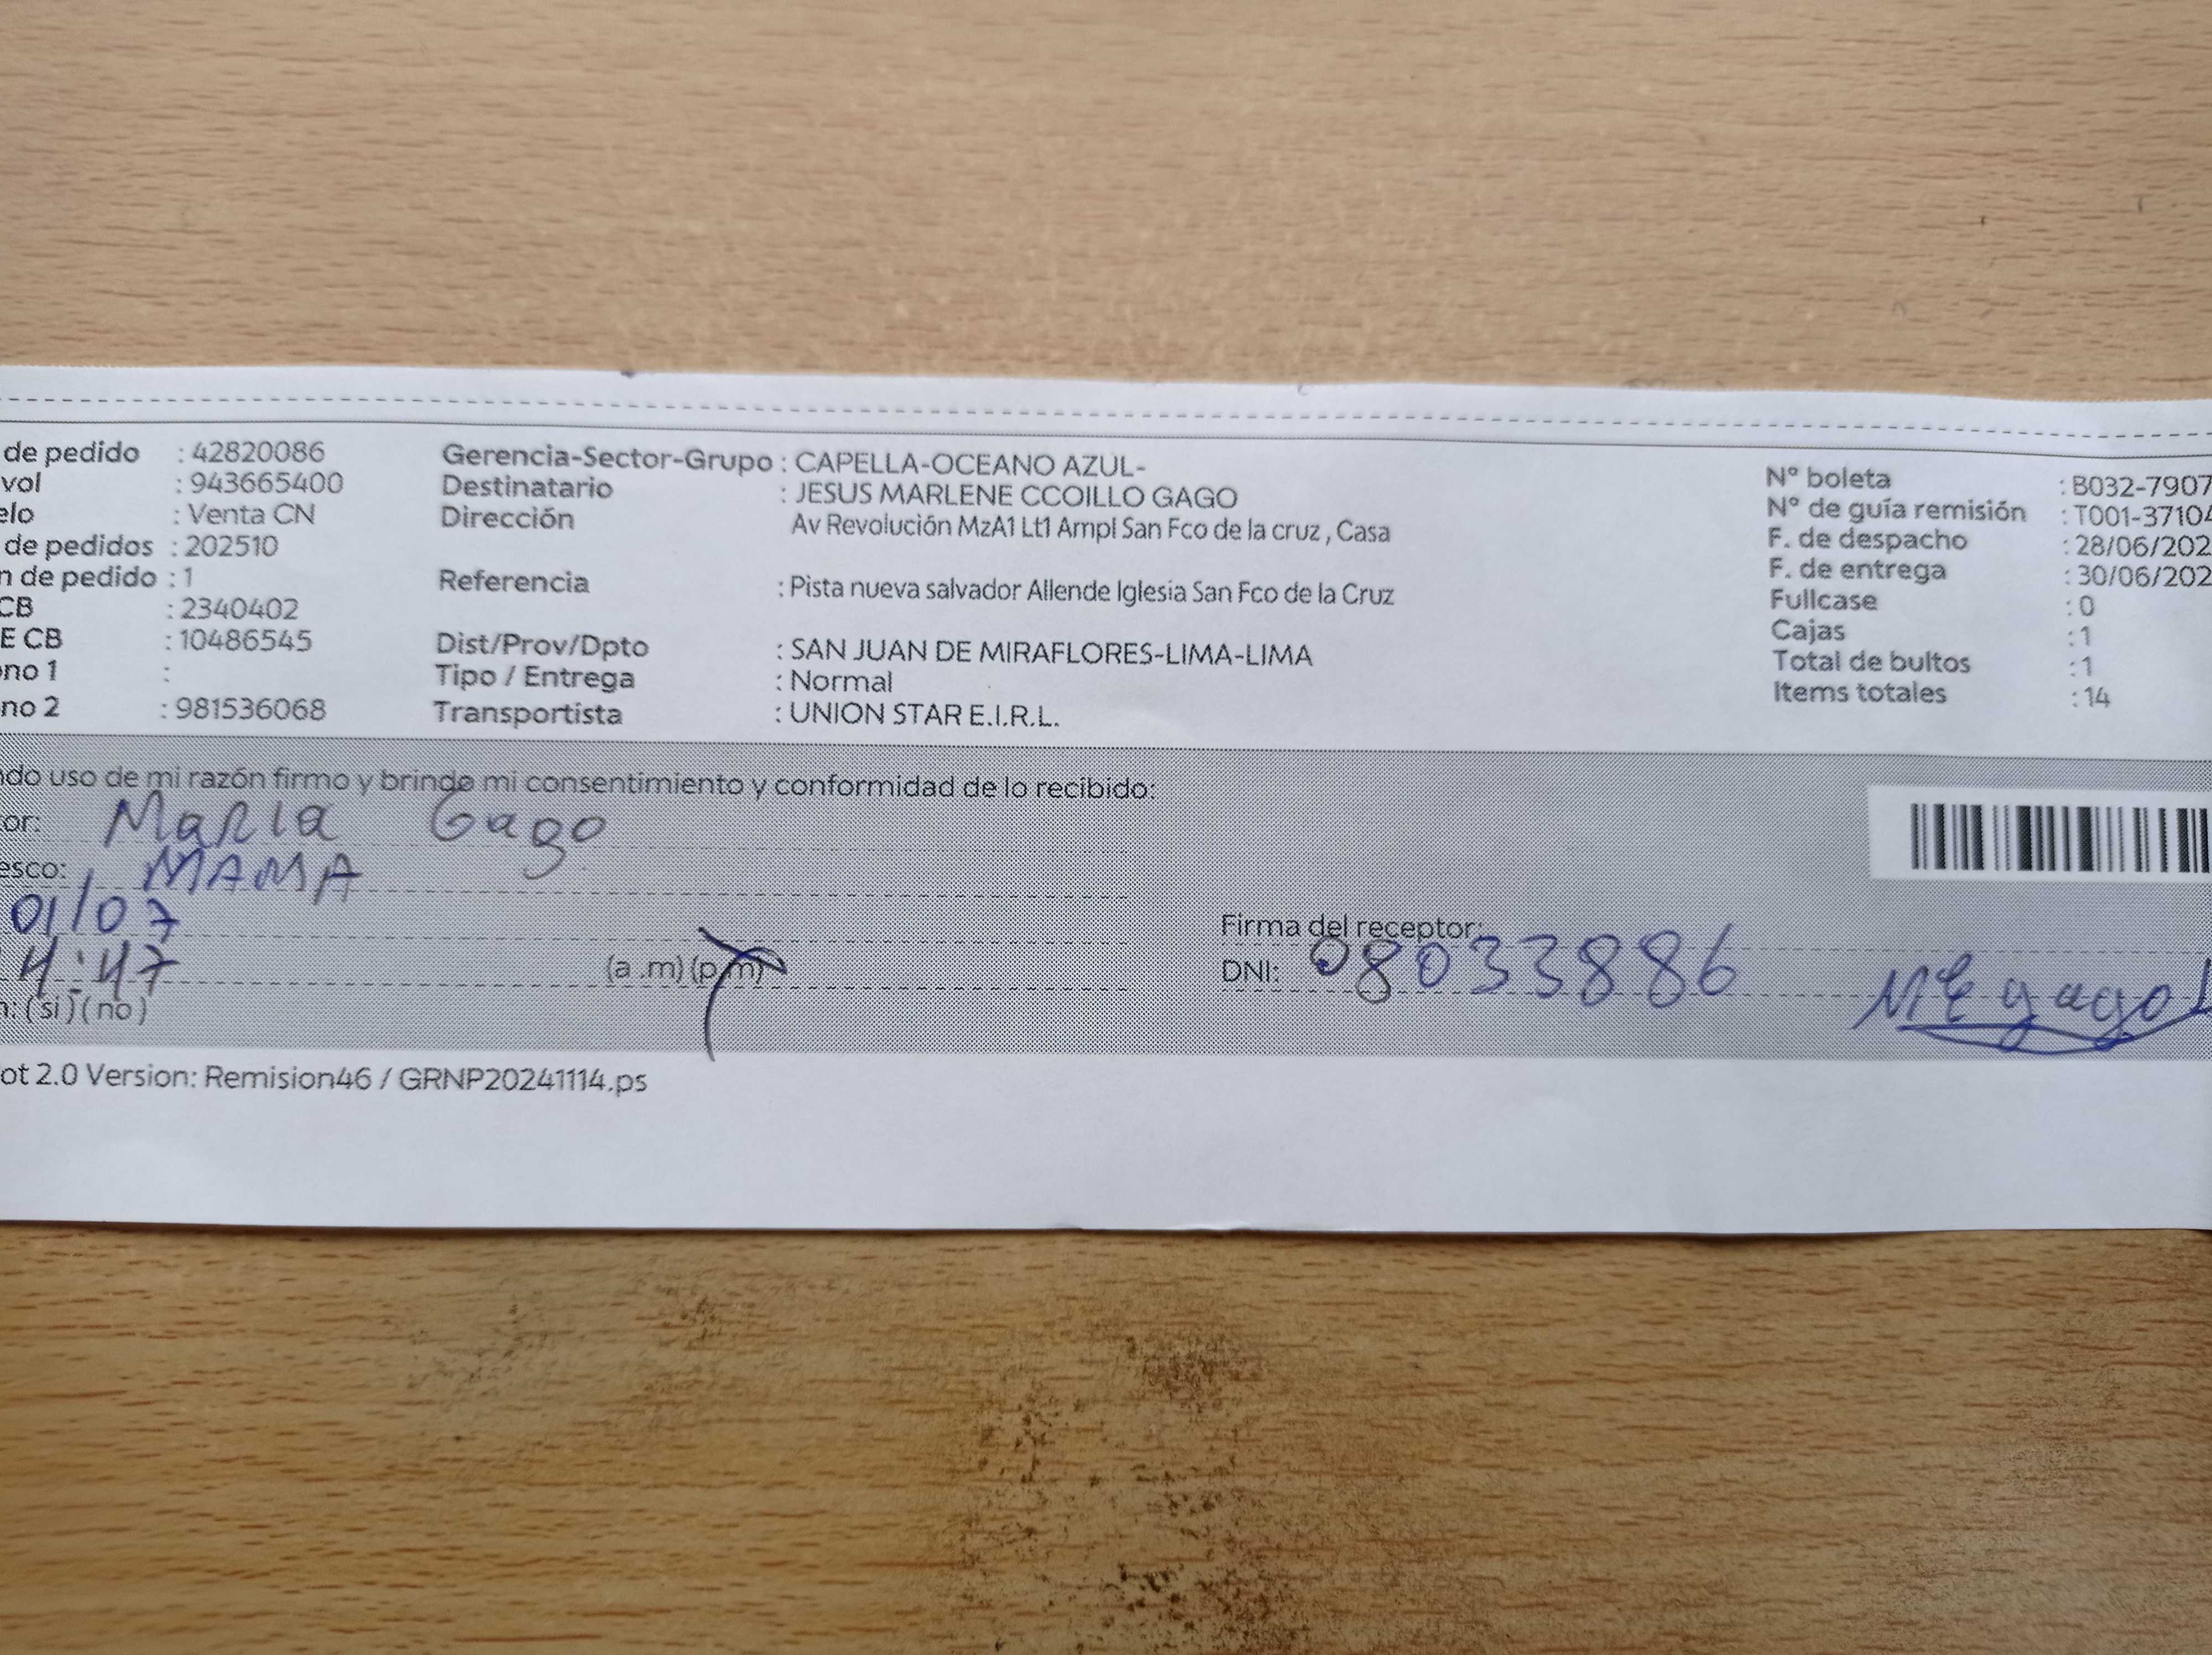 de pedido : 42820086 Gerencia-Sector-Grupo : CAPELLA-OCEANO AZUL- Nº boleta : B032-7907
vol : 943665400 Destinatario : JESUS MARLENE CCOILLO GAGO Nº de guía remisión : T001-37104
elo : Venta CN Dirección Av Revolución MzA1 Lt1 Ampl San Fco de la cruz , Casa F. de despacho : 28/06/202
de pedidos : 202510 F. de entrega : 30/06/202
n de pedido : 1 Referencia : Pista nueva salvador Allende Iglesia San Fco de la Cruz Fullcase : 0
CB : 2340402 Cajas : 1
E CB : 10486545 Dist/Prov/Dpto : SAN JUAN DE MIRAFLORES-LIMA-LIMA Total de bultos : 1
no 1 : Tipo / Entrega : Normal Items totales : 14
no 2 : 981536068 Transportista : UNION STAR E.I.R.L.
ndo uso de mi razón firmo y brindo mi consentimiento y conformidad de lo recibido:
or: MaRia Gago
esco: MAMA
01/07 Firma del receptor:
4:47 (a .m) (p.m) DNI: 08033886 ME gago
n: (si) (no)
ot 2.0 Version: Remision46 / GRNP20241114.ps